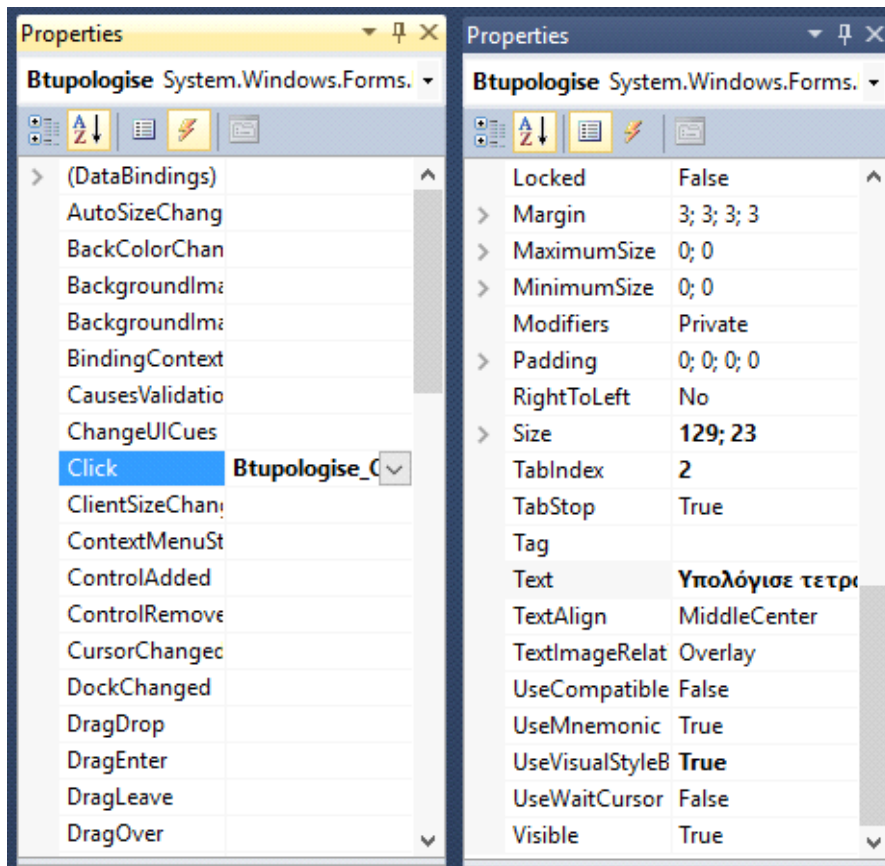 Properties
Btupologise System.Windows.Forms.
(DataBindings)
AutoSizeChang
BackColorChan
BackgroundIma
BackgroundIma
BindingContext
CausesValidatio
ChangeUICues
Click Btupologise_C
ClientSizeChang
ContextMenuSt
ControlAdded
ControlRemove
CursorChanged
DockChanged
DragDrop
DragEnter
DragLeave
DragOver
Properties
Btupologise System.Windows.Forms.
Locked False
Margin 3; 3; 3; 3
MaximumSize 0; 0
MinimumSize 0; 0
Modifiers Private
Padding 0; 0; 0; 0
RightToLeft No
Size 129; 23
TabIndex 2
TabStop True
Tag
Text Υπολόγισε τετρα
TextAlign MiddleCenter
TextImageRelat Overlay
UseCompatible False
UseMnemonic True
UseVisualStyleB True
UseWaitCursor False
Visible True